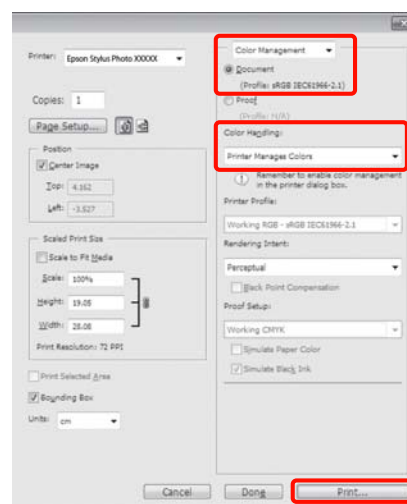 Printer: Epson Stylus Photo XXXXX
Copies: 1
Page Setup...
Position
Center Image
Top: 4.162
Left: -3.527
Scaled Print Size
Scale to Fit Media
Scale: 100%
Height: 19.05
Width: 28.08
Print Resolution: 72 PPI
Print Selected Area
Bounding Box
Units: cm
Color Management
Document
(Profile: sRGB IEC61966-2.1)
Proof
(Profile: N/A)
Color Handling:
Printer Manages Colors
Remember to enable color management
in the printer dialog box.
Printer Profile:
Working RGB - sRGB IEC61966-2.1
Rendering Intent:
Perceptual
Black Point Compensation
Proof Setup:
Working CMYK
Simulate Paper Color
Simulate Black Ink
Cancel
Done
Print...